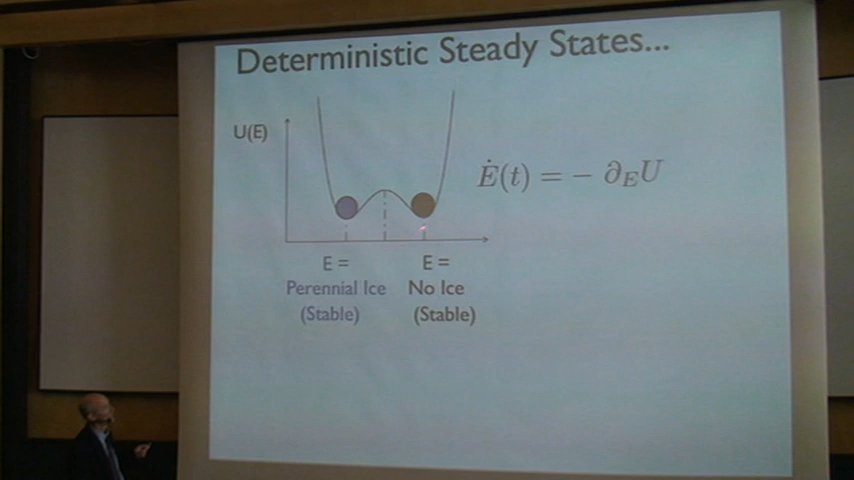 Deterministic Steady States...
U(E)
Ė(t) = − ∂_E U
E = E =
Perennial Ice No Ice
(Stable) (Stable)